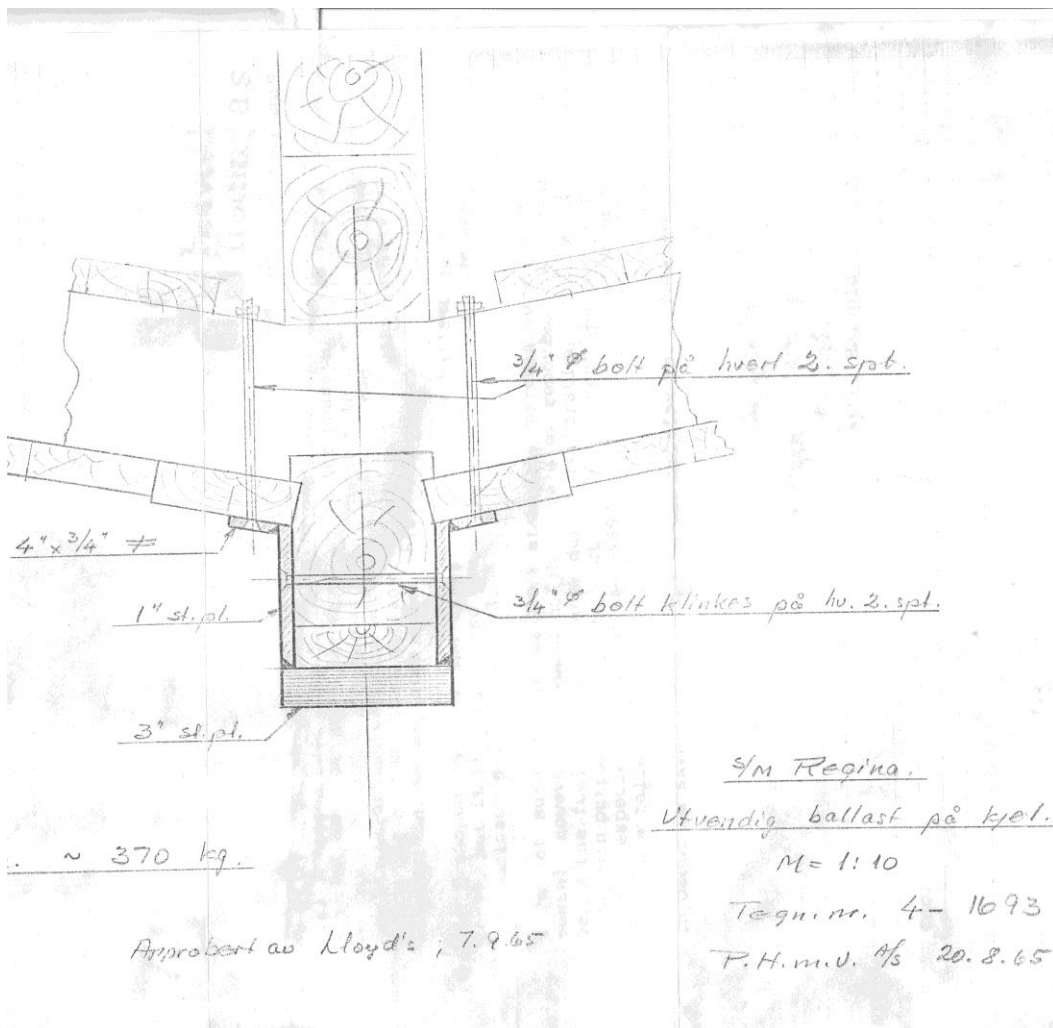 3/4" ø bolt på hvert 2. spt.
4" x 3/4" ≠
1" st.pl.
3/4" ø bolt klinkes på hv. 2. spt.
3" st.pl.
S/M Regina.
Utvendig ballast på kjøl.
~ 370 kg.
M = 1:10
Tegn. nr. 4 - 1693
Approbert av Lloyd's ; 7.9.65
P.H.m.V. A/s 20.8.65